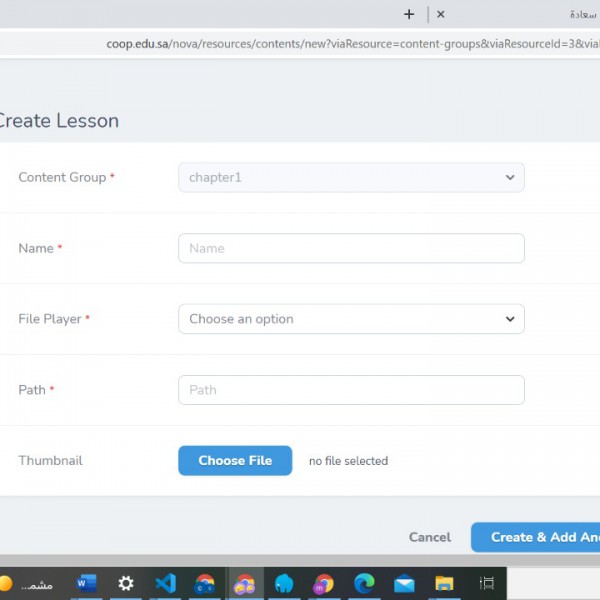 سعادة
coop.edu.sa/nova/resources/contents/new?viaResource=content-groups&viaResourceId=3&via
Create Lesson
Content Group * chapter1
Name * Name
File Player * Choose an option
Path * Path
Thumbnail Choose File no file selected
Cancel Create & Add An
مشم...